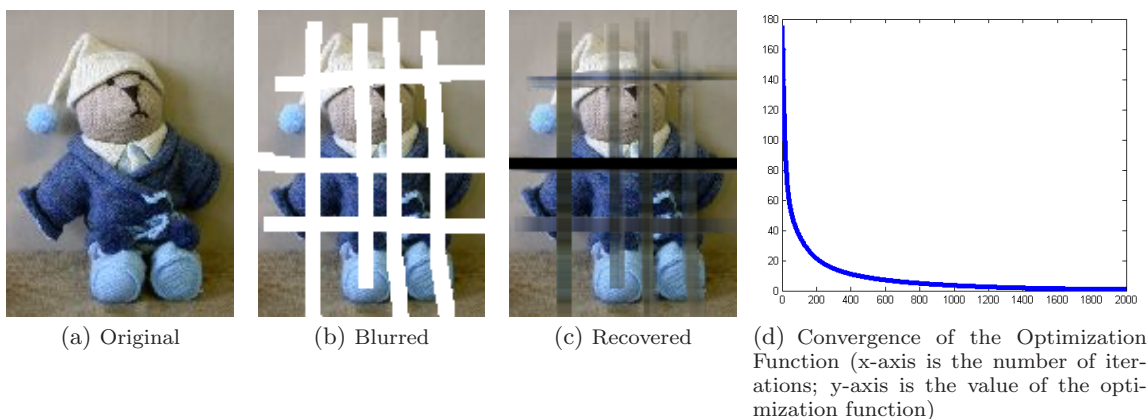 180
160
140
120
100
80
60
40
20
0
0 200 400 600 800 1000 1200 1400 1600 1800 2000
(a) Original
(b) Blurred
(c) Recovered
(d) Convergence of the Optimization
Function (x-axis is the number of iter-
ations; y-axis is the value of the opti-
mization function)